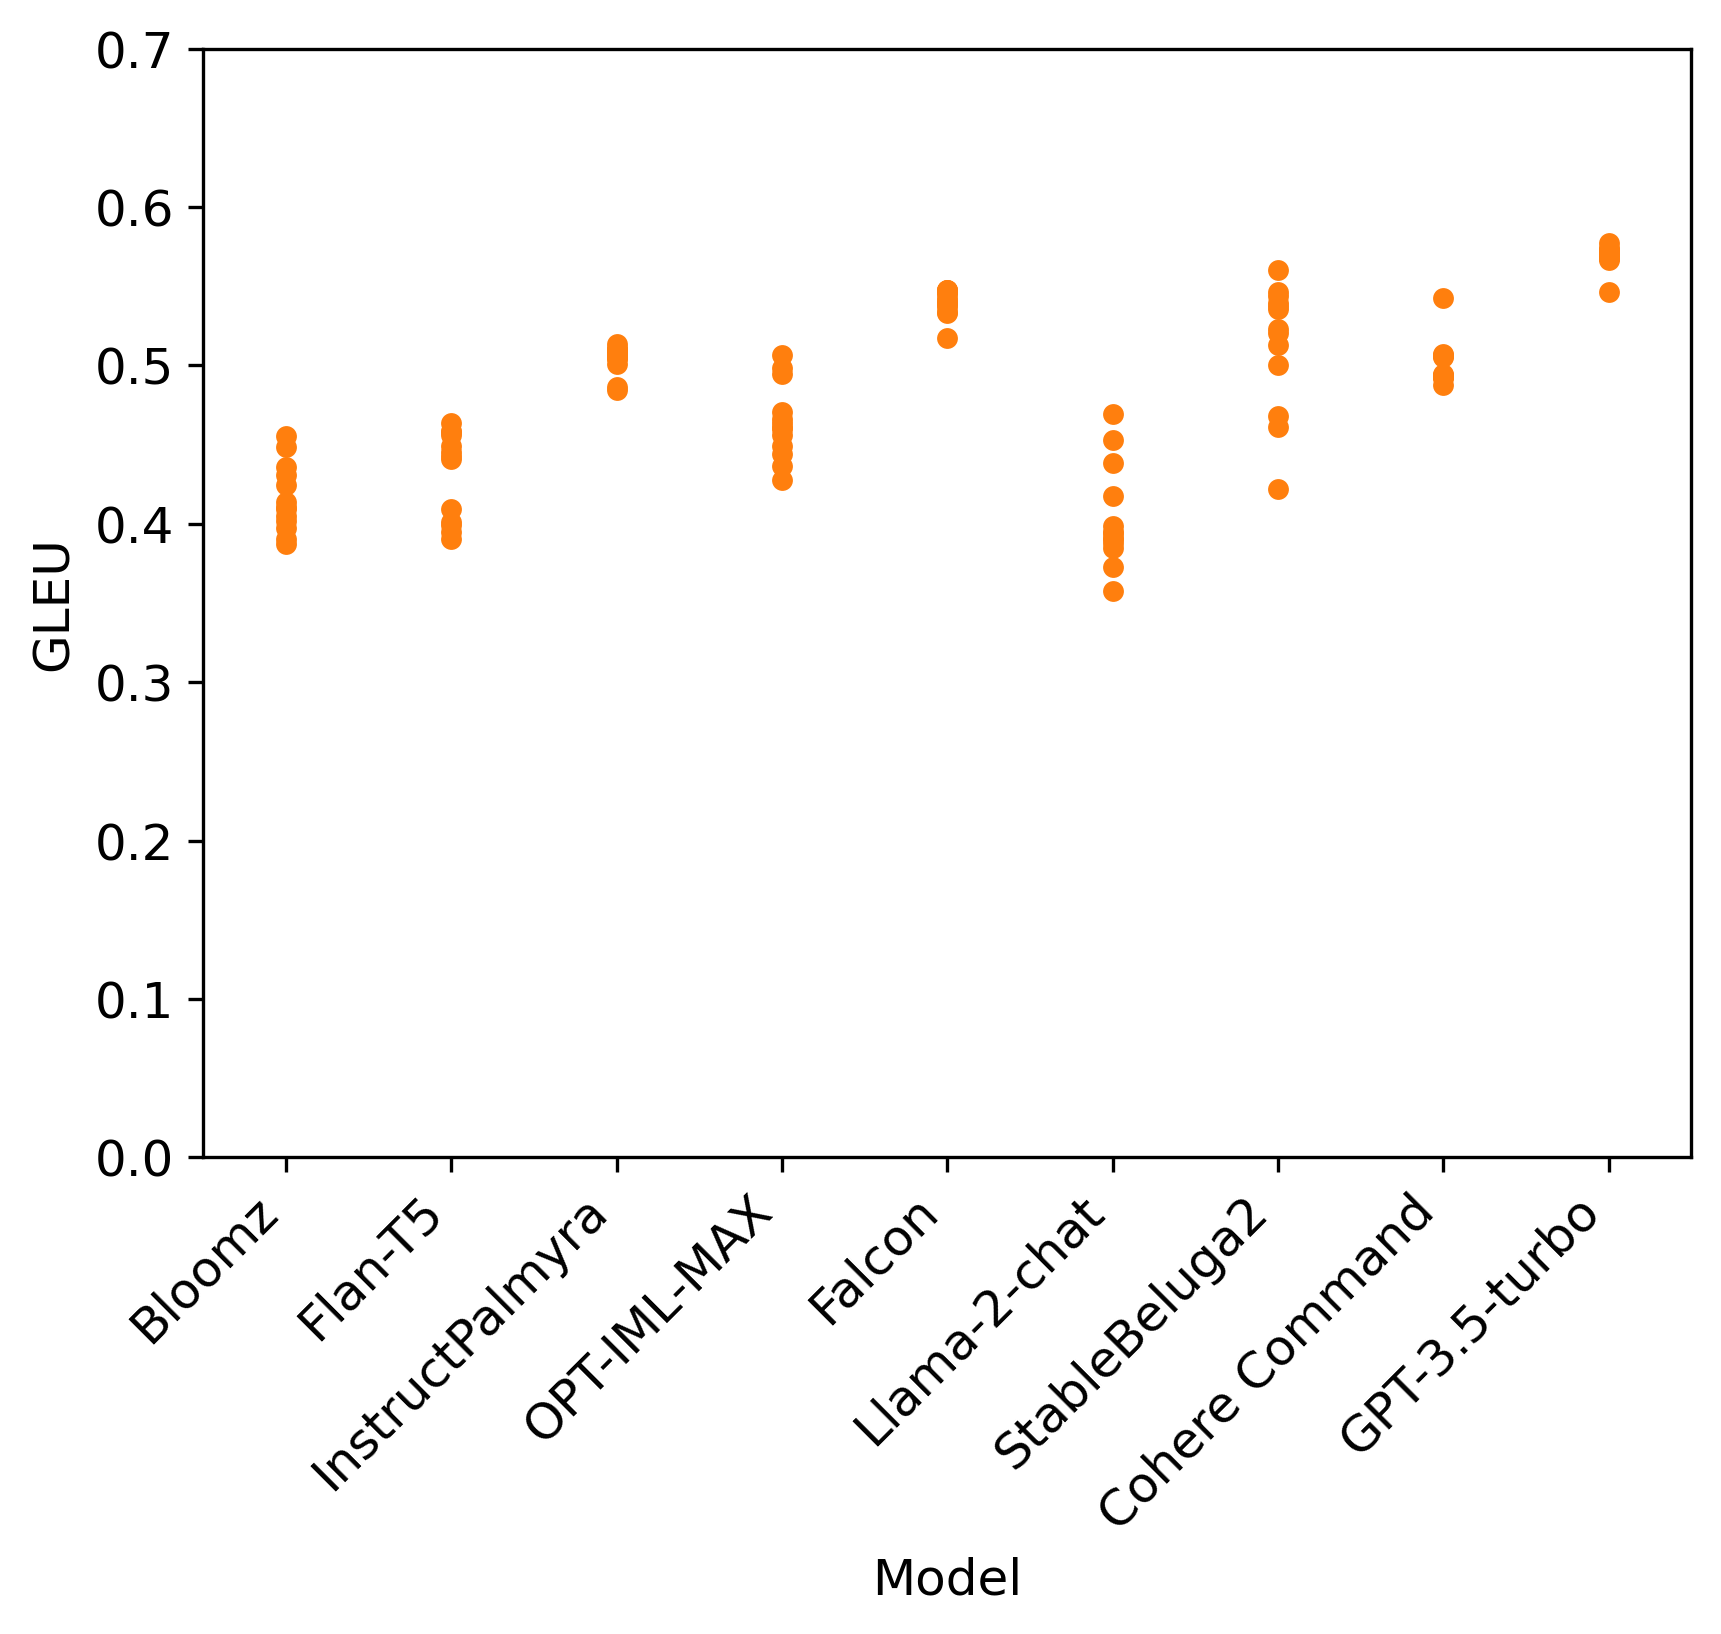 0.7
0.6
0.5
0.4
0.3
0.2
0.1
0.0
GLEU
Bloomz
Flan-T5
InstructPalmyra
OPT-IML-MAX
Falcon
Llama-2-chat
StableBeluga2
Cohere Command
GPT-3.5-turbo
Model